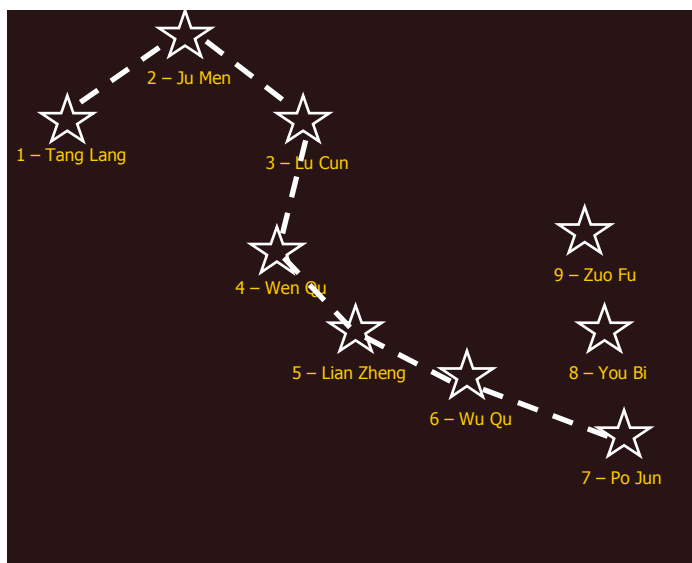 2 – Ju Men
1 – Tang Lang
3 – Lu Cun
9 – Zuo Fu
4 – Wen Qu
5 – Lian Zheng
8 – You Bi
6 – Wu Qu
7 – Po Jun